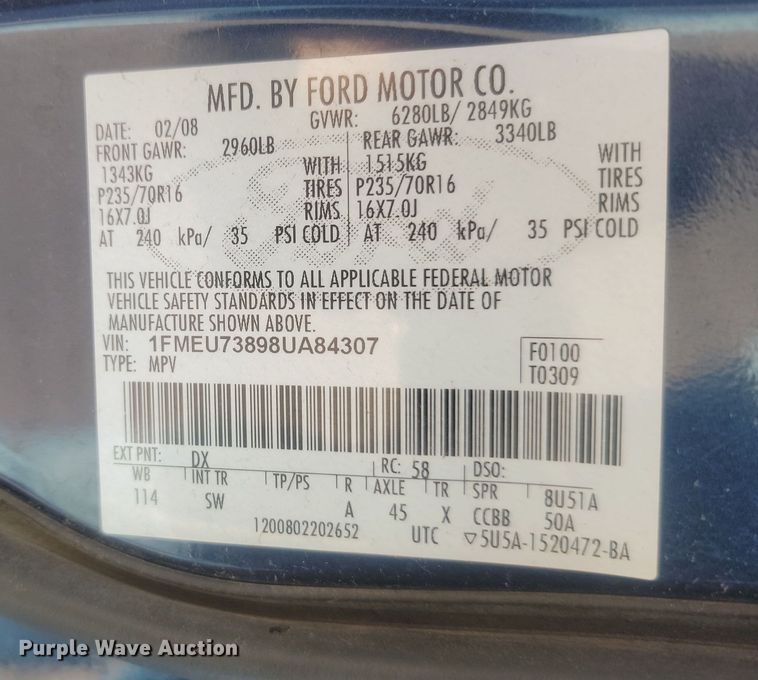 MFD. BY FORD MOTOR CO.
DATE: 02/08 GVWR: 6280LB/ 2849KG
FRONT GAWR: 2960LB REAR GAWR: 3340LB
1343KG WITH 1515KG WITH
P235/70R16 TIRES P235/70R16 TIRES
16X7.0J RIMS 16X7.0J RIMS
AT 240 kPa/ 35 PSI COLD AT 240 kPa/ 35 PSI COLD
THIS VEHICLE CONFORMS TO ALL APPLICABLE FEDERAL MOTOR
VEHICLE SAFETY STANDARDS IN EFFECT ON THE DATE OF
MANUFACTURE SHOWN ABOVE.
VIN: 1FMEU73898UA84307 F0100
TYPE: MPV T0309
EXT PNT: DX RC: 58 DSO:
WB INT TR TP/PS R AXLE TR SPR 8U51A
114 SW A 45 X CCBB 50A
1200802202652 UTC ▽5U5A-1520472-BA
Purple Wave Auction